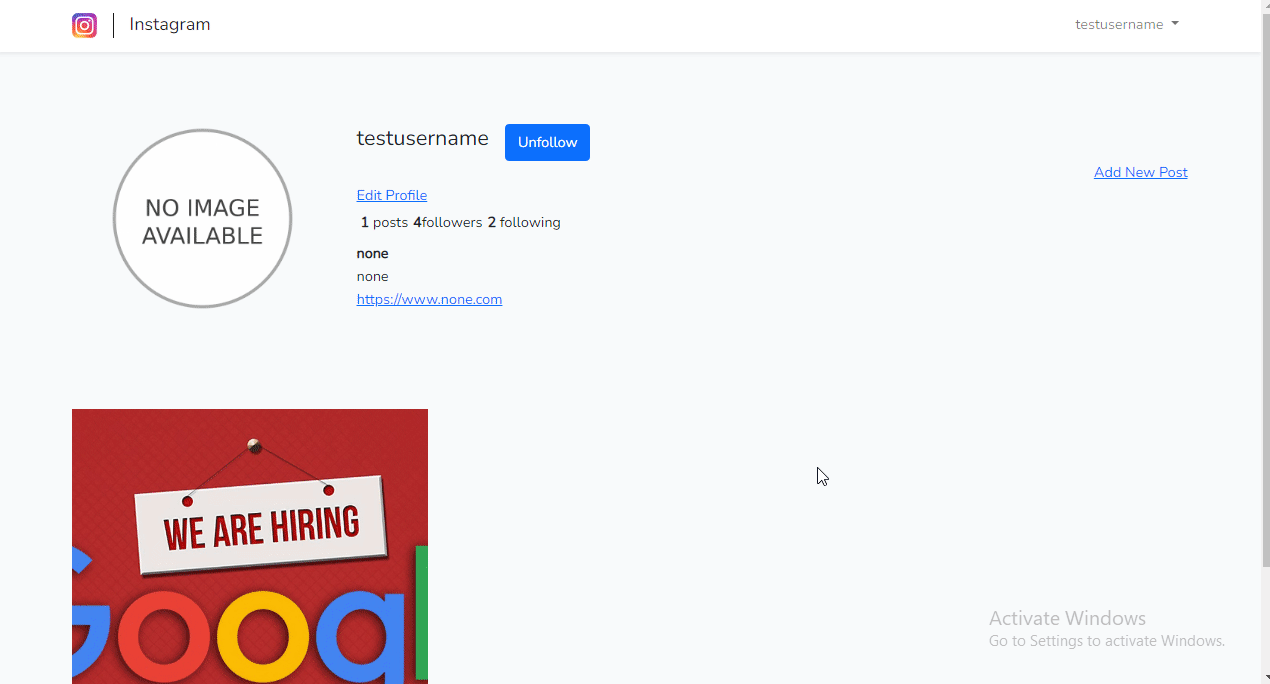 Instagram
testusername
testusername
Unfollow
Add New Post
Edit Profile
1 posts 4followers 2 following
none
none
https://www.none.com
NO IMAGE
AVAILABLE
WE ARE HIRING
Googl
Activate Windows
Go to Settings to activate Windows.